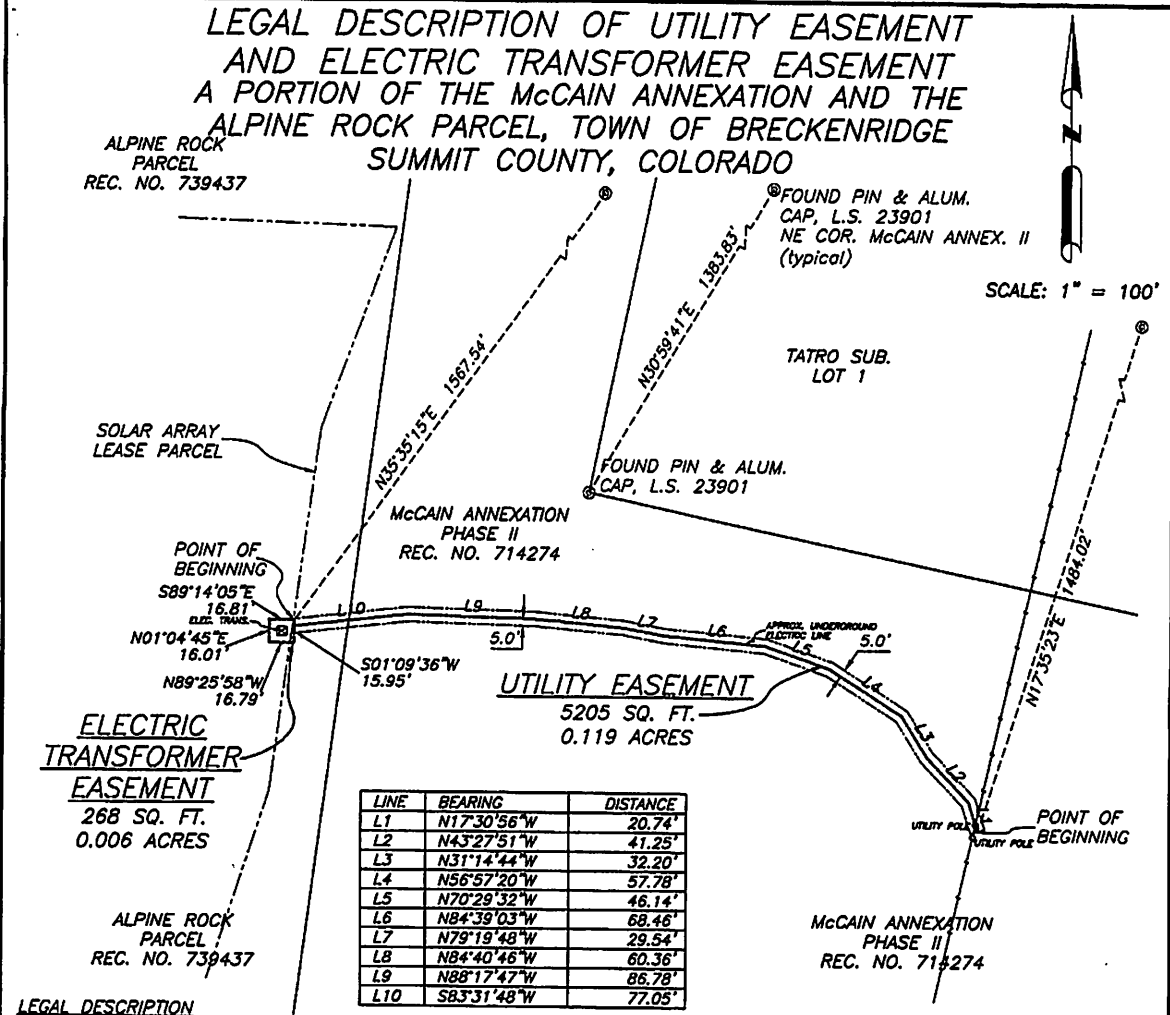 LEGAL DESCRIPTION OF UTILITY EASEMENT
AND ELECTRIC TRANSFORMER EASEMENT
A PORTION OF THE McCAIN ANNEXATION AND THE
ALPINE ROCK PARCEL, TOWN OF BRECKENRIDGE
SUMMIT COUNTY, COLORADO
ALPINE ROCK
PARCEL
REC. NO. 739437
N
SCALE: 1" = 100'
FOUND PIN & ALUM.
CAP, L.S. 23901
NE COR. McCAIN ANNEX. II
(typical)
N35°35'15"E 1567.54'
N30°59'41"E 1383.83'
TATRO SUB.
LOT 1
SOLAR ARRAY
LEASE PARCEL
FOUND PIN & ALUM.
CAP, L.S. 23901
McCAIN ANNEXATION
PHASE II
REC. NO. 714274
N17°35'23"E 1484.02'
POINT OF
BEGINNING
S89°14'05"E
16.81'
ELEC. TRANS.
N01°04'45"E
16.01'
N89°25'58"W
16.79'
S01°09'36"W
15.95'
L10
L9
L8
L7
L6
L5
L4
L3
L2
L1
5.0'
APPROX. UNDERGROUND
ELECTRIC LINE
5.0'
UTILITY EASEMENT
5205 SQ. FT.
0.119 ACRES
ELECTRIC
TRANSFORMER
EASEMENT
268 SQ. FT.
0.006 ACRES
UTILITY POLE
UTILITY POLE
POINT OF
BEGINNING
LINE BEARING DISTANCE
L1 N17°30'56"W 20.74'
L2 N43°27'51"W 41.25'
L3 N31°14'44"W 32.20'
L4 N56°57'20"W 57.78'
L5 N70°29'32"W 46.14'
L6 N84°39'03"W 68.46'
L7 N79°19'48"W 29.54'
L8 N84°40'46"W 60.36'
L9 N88°17'47"W 86.78'
L10 S83°31'48"W 77.05'
ALPINE ROCK
PARCEL
REC. NO. 739437
McCAIN ANNEXATION
PHASE II
REC. NO. 714274
LEGAL DESCRIPTION